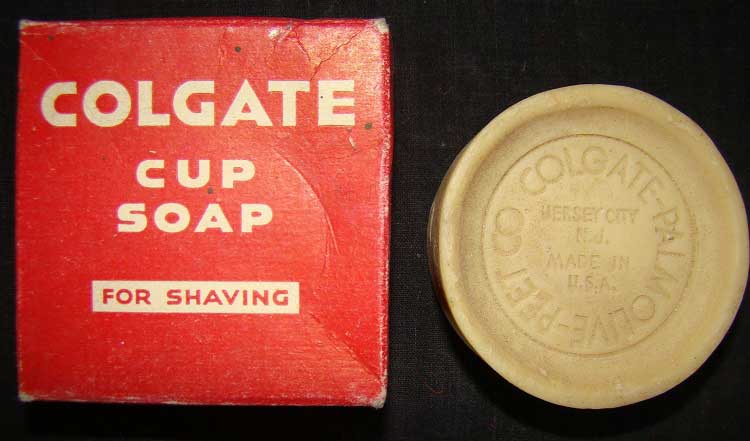 COLGATE
CUP
SOAP
FOR SHAVING
COLGATE-PALMOLIVE-PEET CO
JERSEY CITY
N.J.
MADE IN
U.S.A.